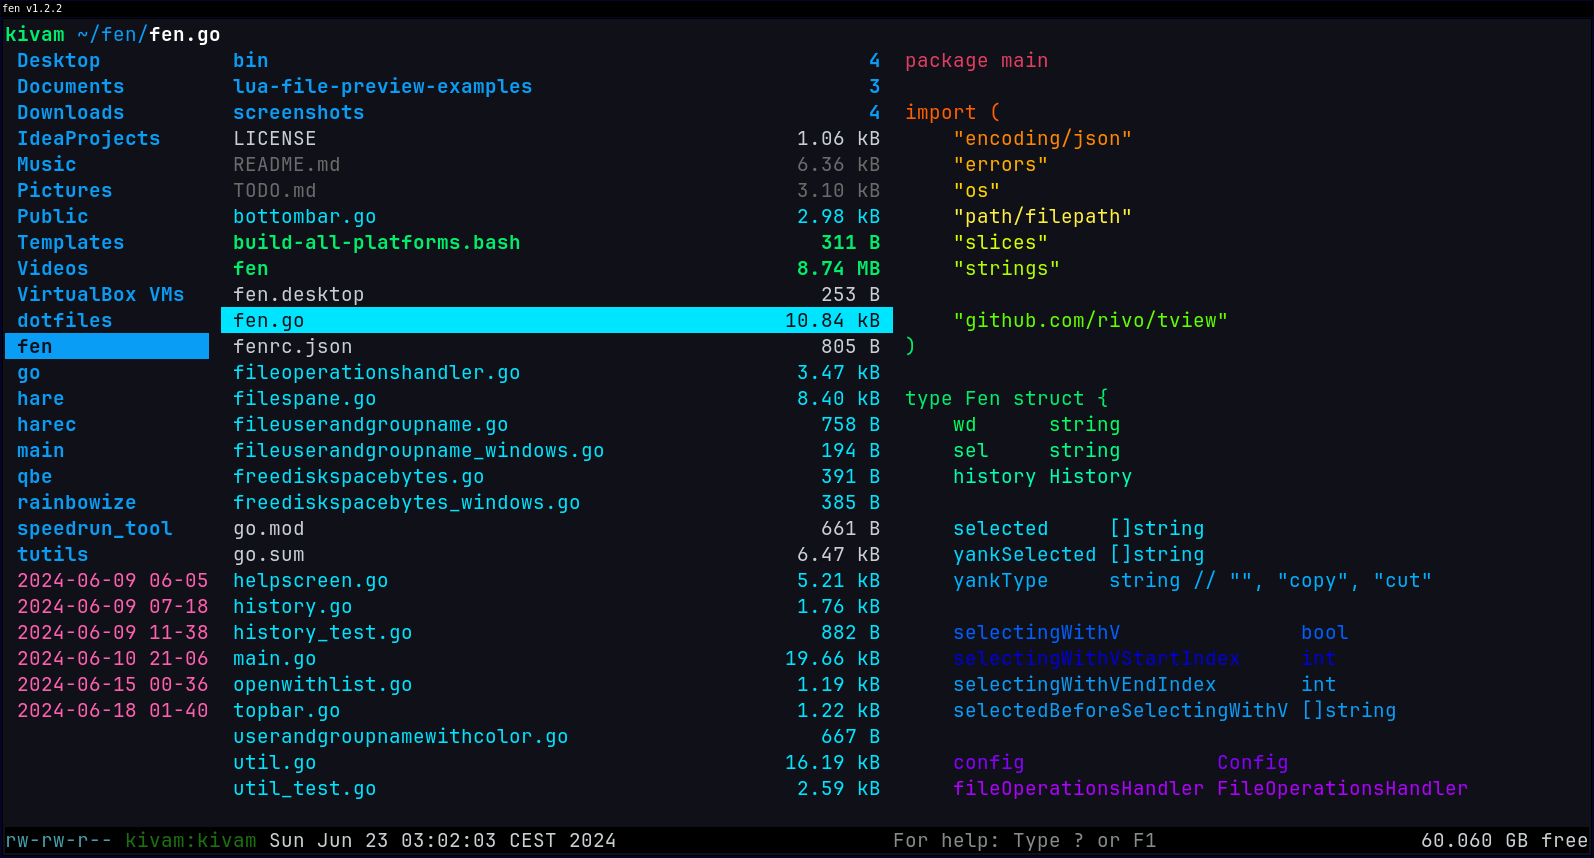 fen v1.2.2
kivam ~/fen/fen.go
Desktop bin 4 package main
Documents lua-file-preview-examples 3
Downloads screenshots 4 import (
IdeaProjects LICENSE 1.06 kB "encoding/json"
Music README.md 6.36 kB "errors"
Pictures TODO.md 3.10 kB "os"
Public bottombar.go 2.98 kB "path/filepath"
Templates build-all-platforms.bash 311 B "slices"
Videos fen 8.74 MB "strings"
VirtualBox VMs fen.desktop 253 B
dotfiles fen.go 10.84 kB "github.com/rivo/tview"
fen fenrc.json 805 B )
go fileoperationshandler.go 3.47 kB
hare filespane.go 8.40 kB type Fen struct {
harec fileuserandgroupname.go 758 B wd string
main fileuserandgroupname_windows.go 194 B sel string
qbe freediskspacebytes.go 391 B history History
rainbowize freediskspacebytes_windows.go 385 B
speedrun_tool go.mod 661 B selected []string
tutils go.sum 6.47 kB yankSelected []string
2024-06-09 06-05 helpscreen.go 5.21 kB yankType string // "", "copy", "cut"
2024-06-09 07-18 history.go 1.76 kB
2024-06-09 11-38 history_test.go 882 B selectingWithV bool
2024-06-10 21-06 main.go 19.66 kB selectingWithVStartIndex int
2024-06-15 00-36 openwithlist.go 1.19 kB selectingWithVEndIndex int
2024-06-18 01-40 topbar.go 1.22 kB selectedBeforeSelectingWithV []string
userandgroupnamewithcolor.go 667 B
util.go 16.19 kB config Config
util_test.go 2.59 kB fileOperationsHandler FileOperationsHandler
rw-rw-r-- kivam:kivam Sun Jun 23 03:02:03 CEST 2024 For help: Type ? or F1 60.060 GB free